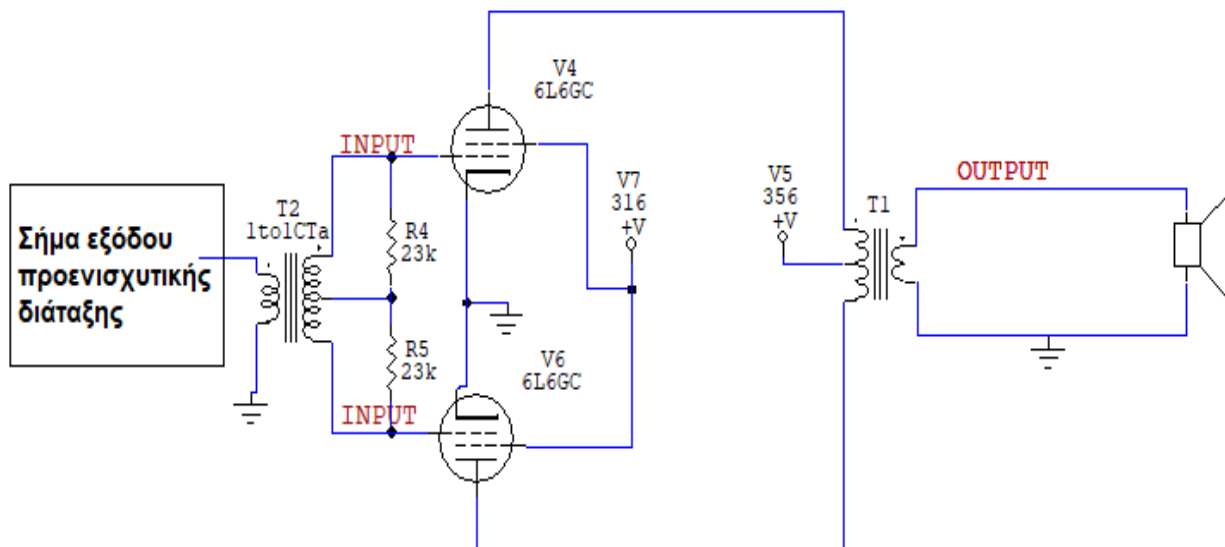 V4
6L6GC
INPUT
Σήμα εξόδου
προενισχυτικής
διάταξης
T2
1to1CTa
R4
23k
V7
316
+V
V5
356
+V
T1
OUTPUT
R5
23k
V6
6L6GC
INPUT